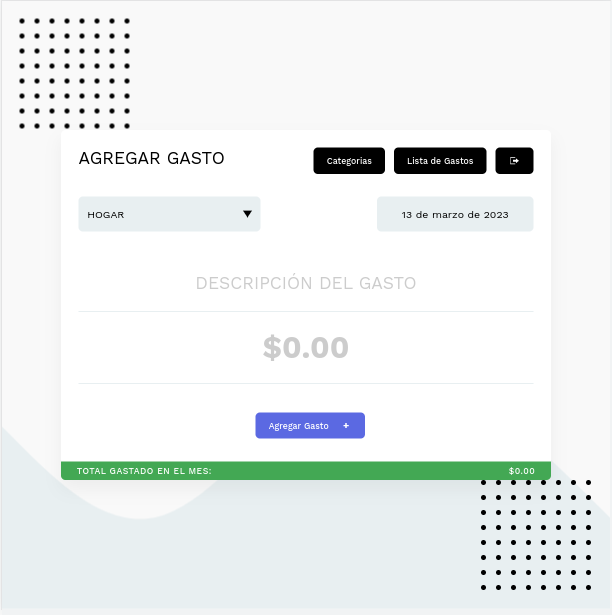 AGREGAR GASTO
Categorias
Lista de Gastos
HOGAR
13 de marzo de 2023
DESCRIPCIÓN DEL GASTO
$0.00
Agregar Gasto +
TOTAL GASTADO EN EL MES: $0.00